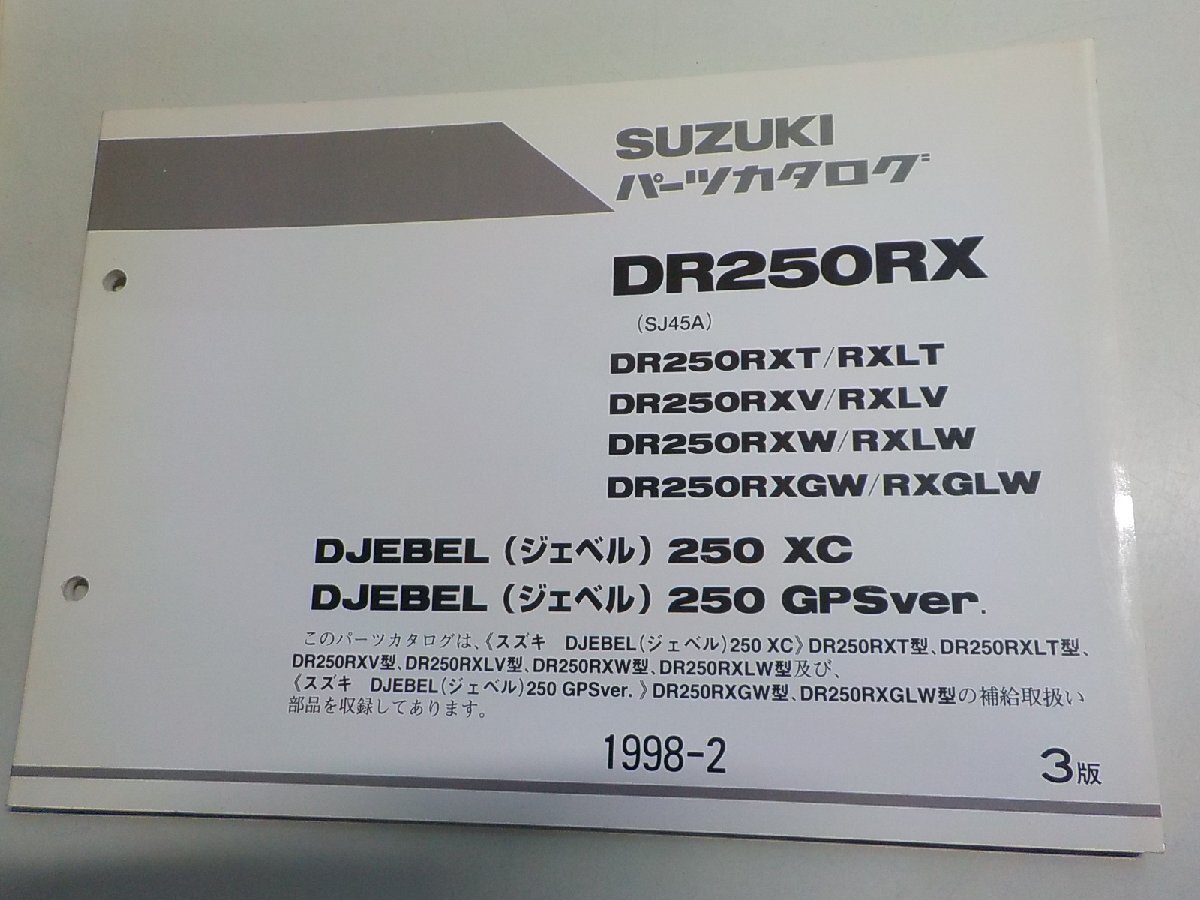 SUZUKI
パーツカタログ
DR250RX
(SJ45A)
DR250RXT/RXLT
DR250RXV/RXLV
DR250RXW/RXLW
DR250RXGW/RXGLW
DJEBEL (ジェベル) 250 XC
DJEBEL (ジェベル) 250 GPSver.
このパーツカタログは、《スズキ DJEBEL(ジェベル)250 XC》DR250RXT型、DR250RXLT型、
DR250RXV型、DR250RXLV型、DR250RXW型、DR250RXLW型及び、
《スズキ DJEBEL(ジェベル)250 GPSver.》DR250RXGW型、DR250RXGLW型の補給取扱い
部品を収録してあります。
1998-2
3版